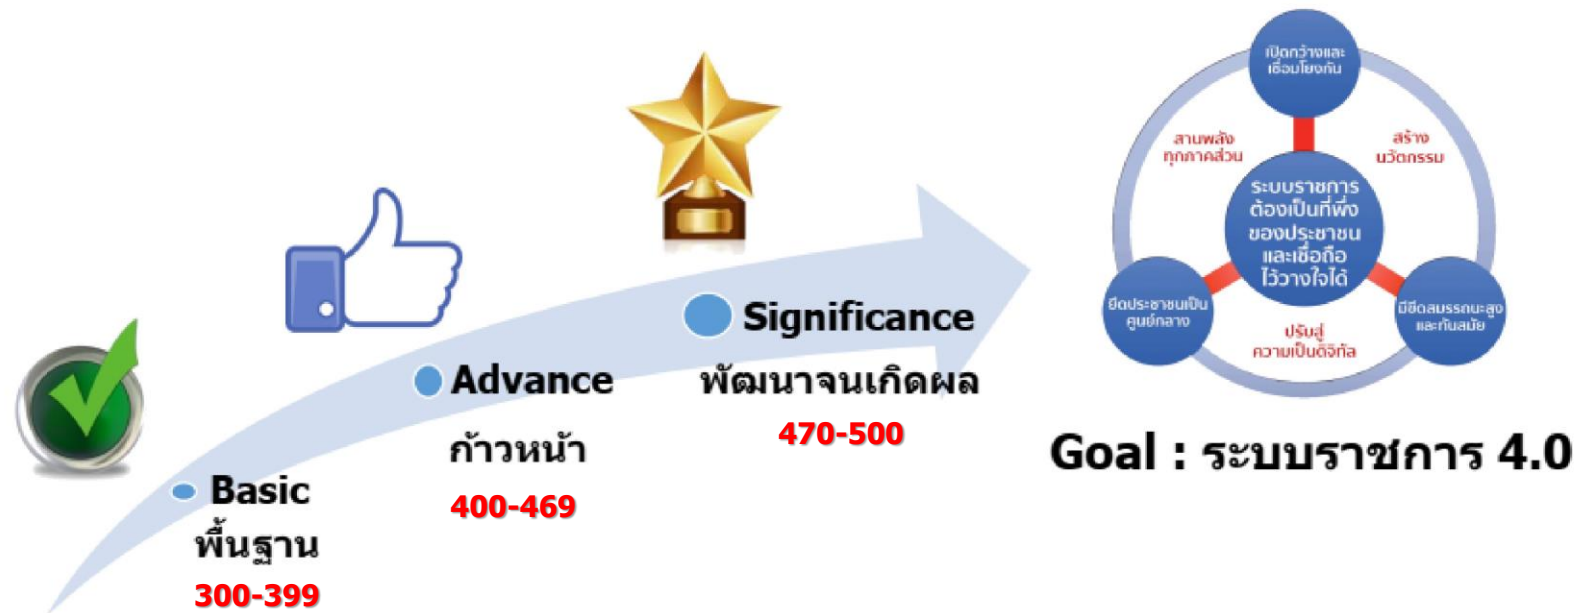 Basic
พื้นฐาน
300-399
Advance
ก้าวหน้า
400-469
Significance
พัฒนาจนเกิดผล
470-500
เปิดกว้างและ
เชื่อมโยงกัน
สานพลัง
ทุกภาคส่วน
สร้าง
นวัตกรรม
ระบบราชการ
ต้องเป็นที่พึ่ง
ของประชาชน
และเชื่อถือ
ไว้วางใจได้
ยึดประชาชนเป็น
ศูนย์กลาง
มีขีดสมรรถนะสูง
และทันสมัย
ปรับสู่
ความเป็นดิจิทัล
Goal : ระบบราชการ 4.0